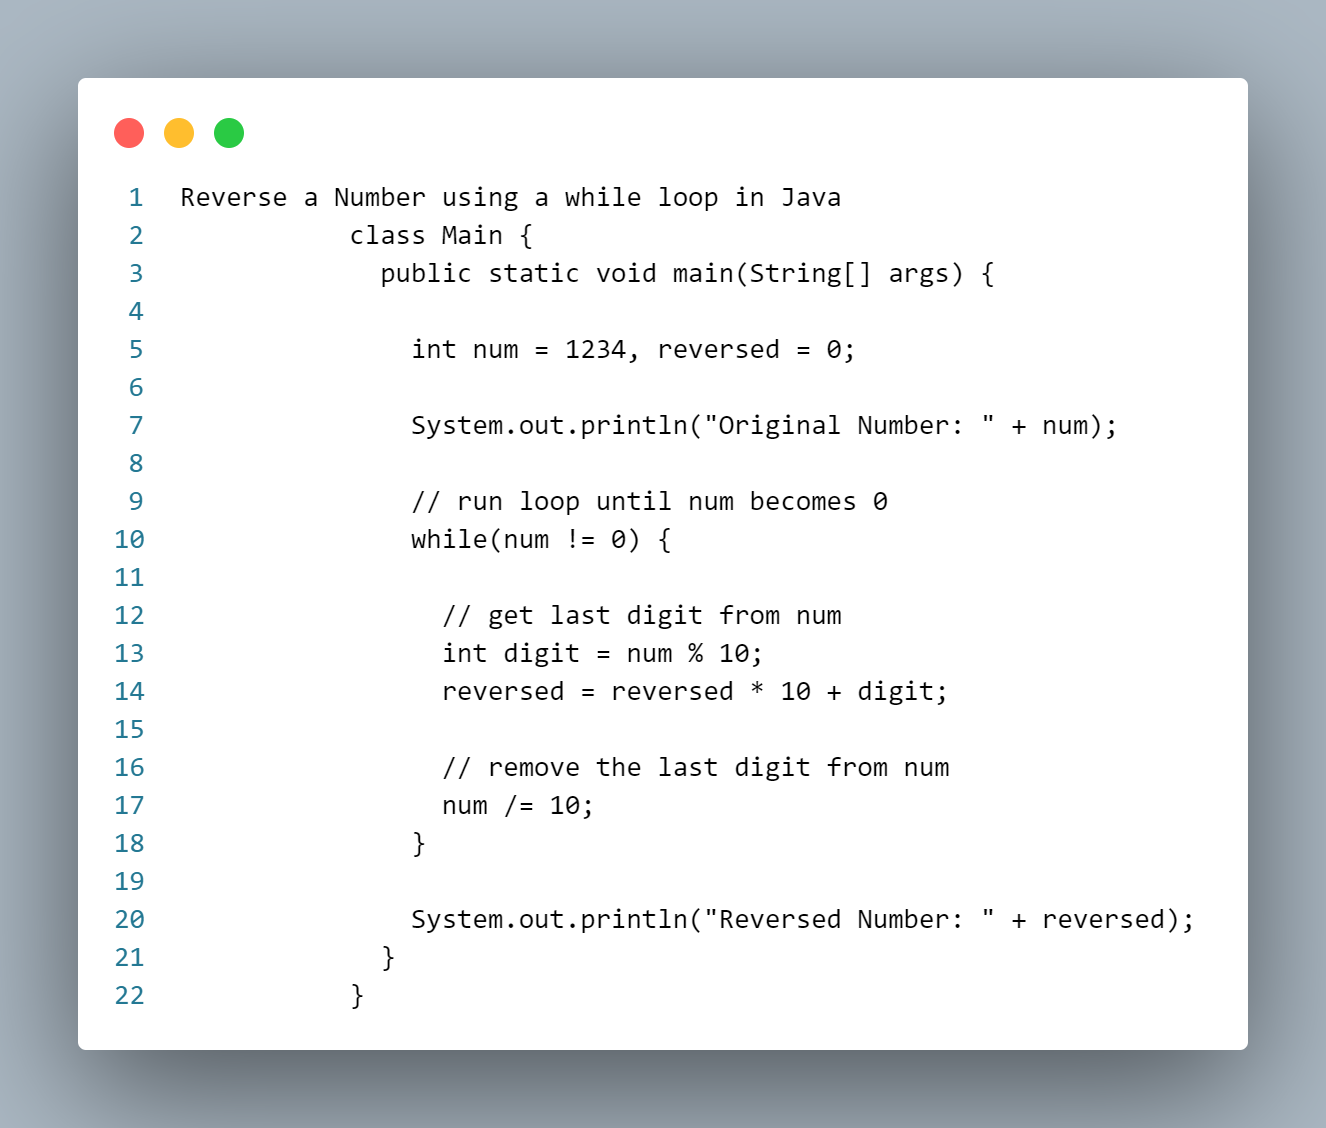 1 Reverse a Number using a while loop in Java
2 class Main {
3 public static void main(String[] args) {
4
5 int num = 1234, reversed = 0;
6
7 System.out.println("Original Number: " + num);
8
9 // run loop until num becomes 0
10 while(num != 0) {
11
12 // get last digit from num
13 int digit = num % 10;
14 reversed = reversed * 10 + digit;
15
16 // remove the last digit from num
17 num /= 10;
18 }
19
20 System.out.println("Reversed Number: " + reversed);
21 }
22 }